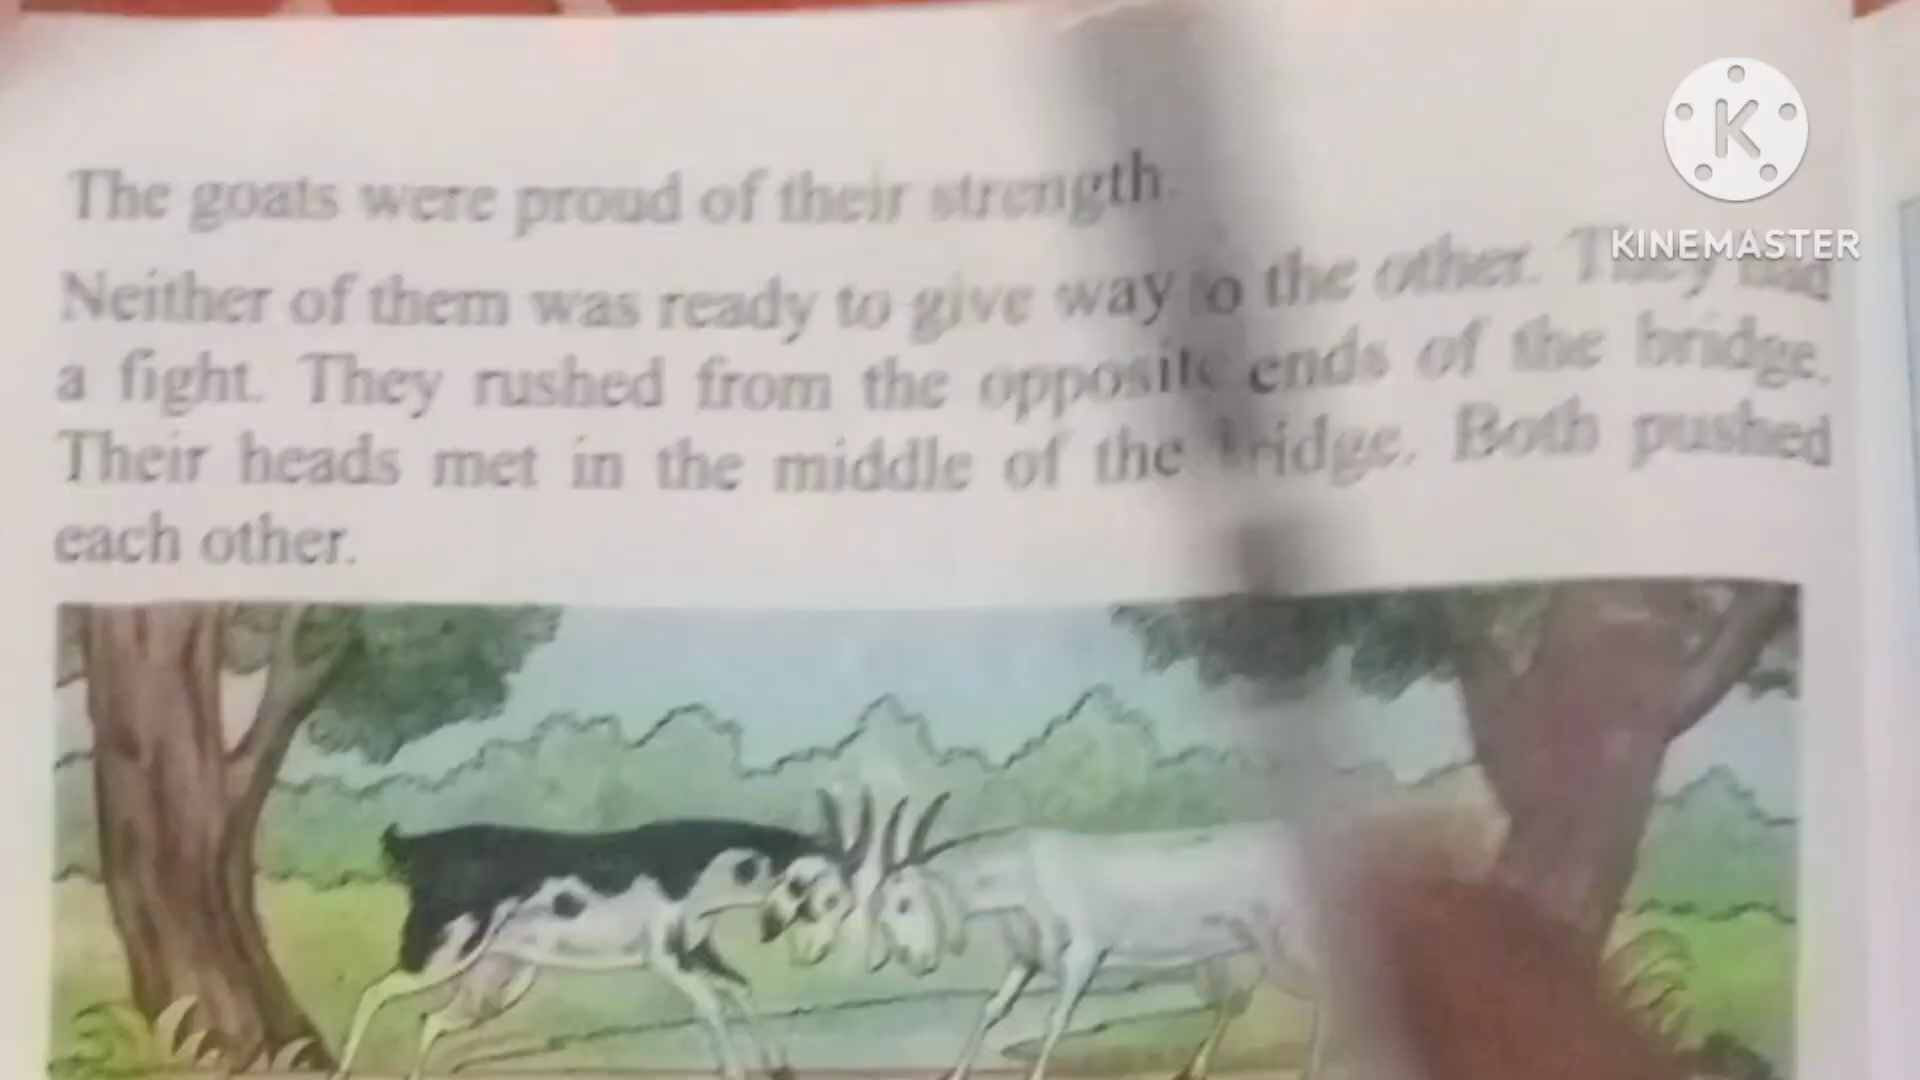 The goats were proud of their strength.
K
KINEMASTER
Neither of them was ready to give way to the other. They had
a fight. They rushed from the opposite ends of the bridge.
Their heads met in the middle of the bridge. Both pushed
each other.